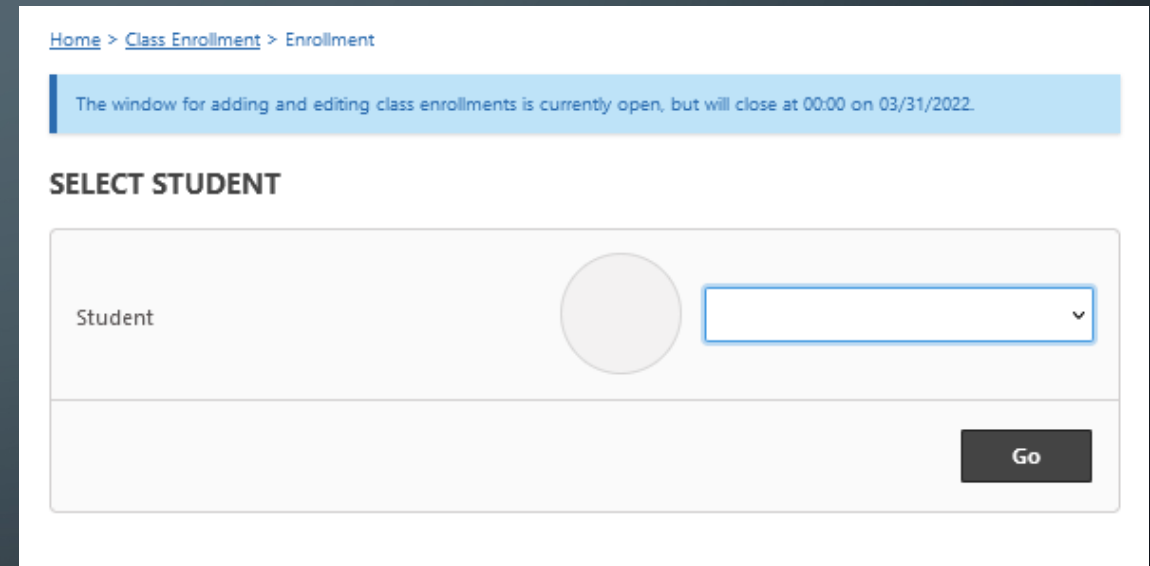 Home > Class Enrollment > Enrollment
The window for adding and editing class enrollments is currently open, but will close at 00:00 on 03/31/2022.
SELECT STUDENT
Student
Go